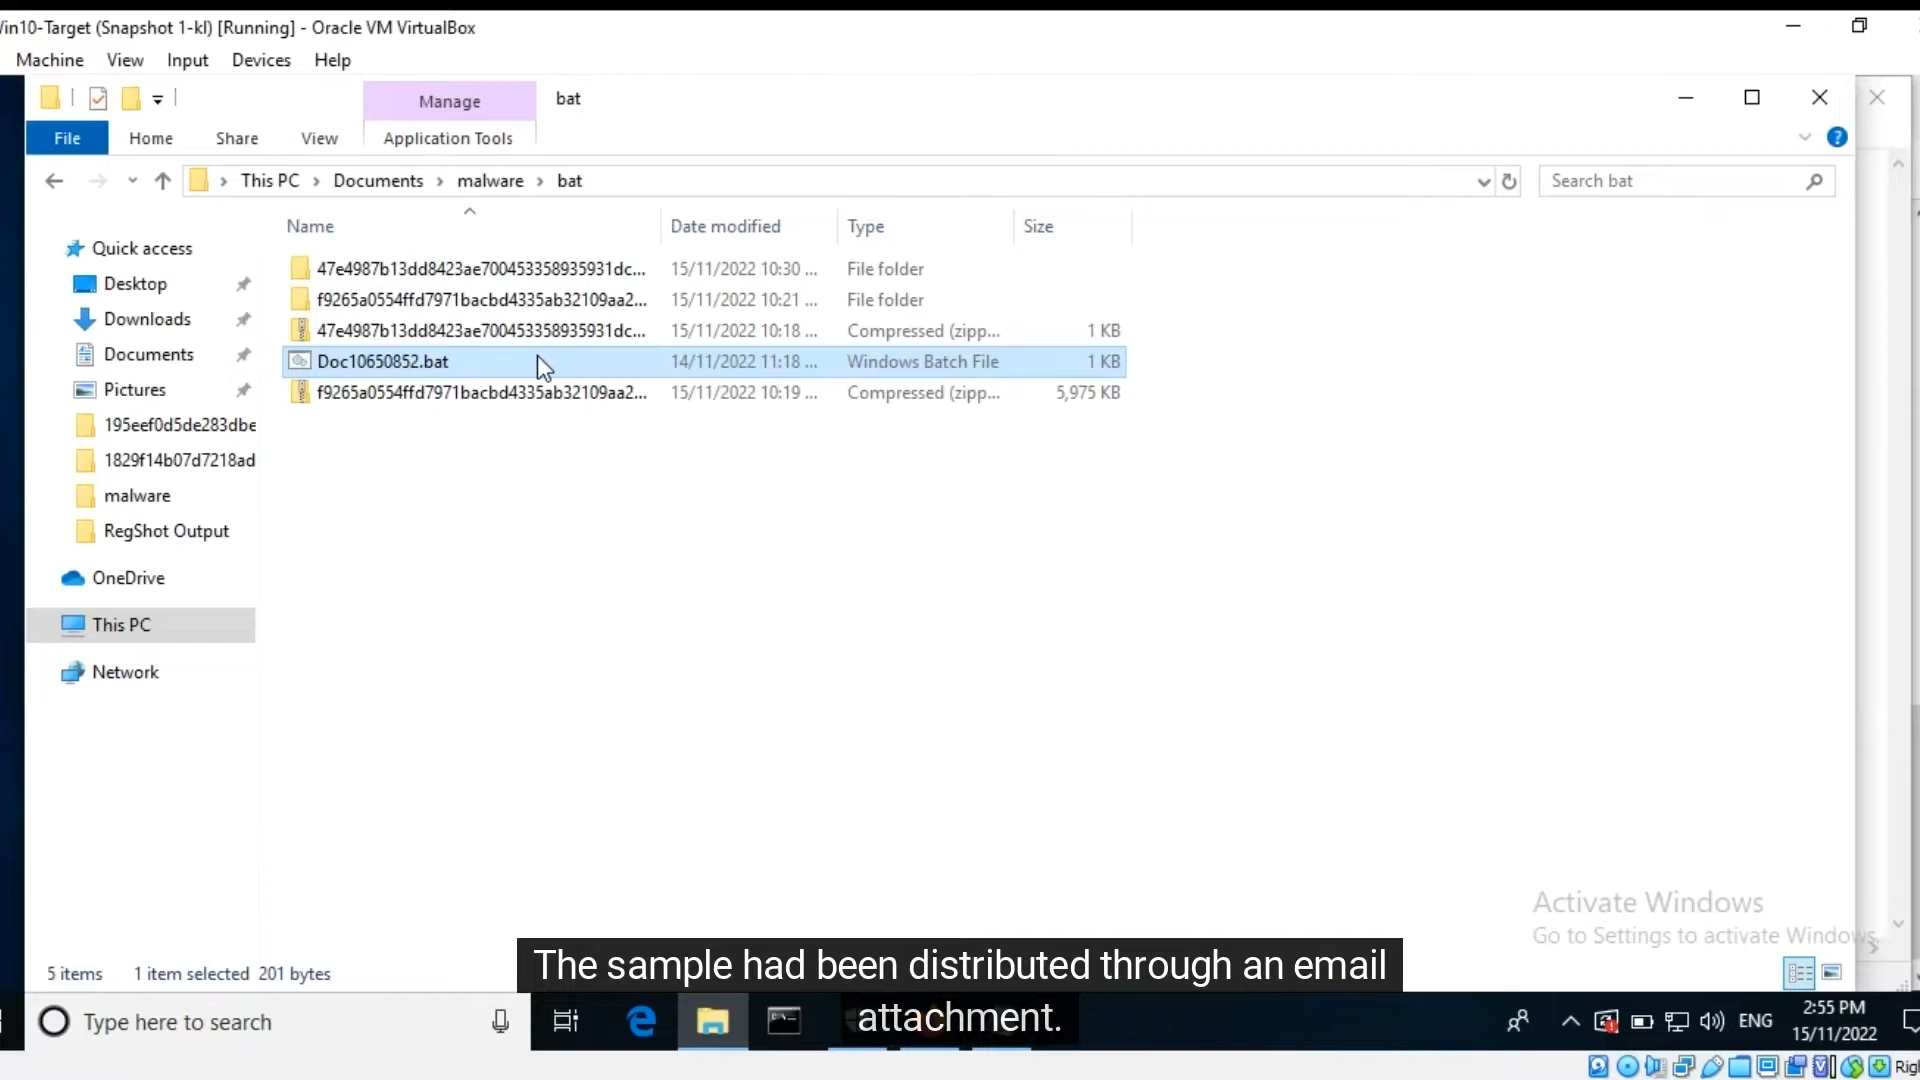 in10-Target (Snapshot 1-kl) [Running] - Oracle VM VirtualBox
Machine View Input Devices Help
Manage bat
File Home Share View Application Tools
This PC › Documents › malware › bat
Search bat
Name Date modified Type Size
Quick access
Desktop
Downloads
Documents
Pictures
195eef0d5de283dbe
1829f14b07d7218ad
malware
RegShot Output
OneDrive
This PC
Network
47e4987b13dd8423ae700453358935931dc... 15/11/2022 10:30 ... File folder
f9265a0554ffd7971bacbd4335ab32109aa2... 15/11/2022 10:21 ... File folder
47e4987b13dd8423ae700453358935931dc... 15/11/2022 10:18 ... Compressed (zipp... 1 KB
Doc10650852.bat 14/11/2022 11:18 ... Windows Batch File 1 KB
f9265a0554ffd7971bacbd4335ab32109aa2... 15/11/2022 10:19 ... Compressed (zipp... 5,975 KB
Activate Windows
Go to Settings to activate Windows.
5 items 1 item selected 201 bytes
The sample had been distributed through an email
attachment.
Type here to search
ENG
2:55 PM
15/11/2022
Rig